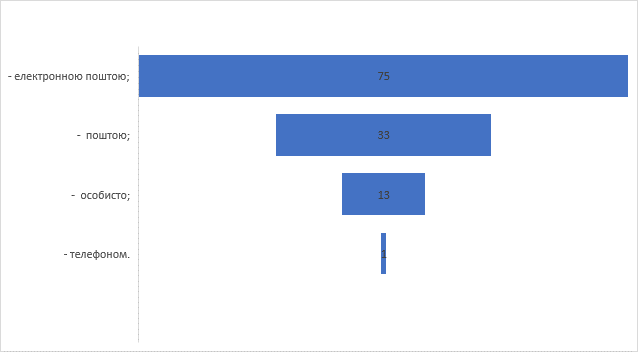 - електронною поштою;
75
- поштою;
33
- особисто;
13
- телефоном.
1